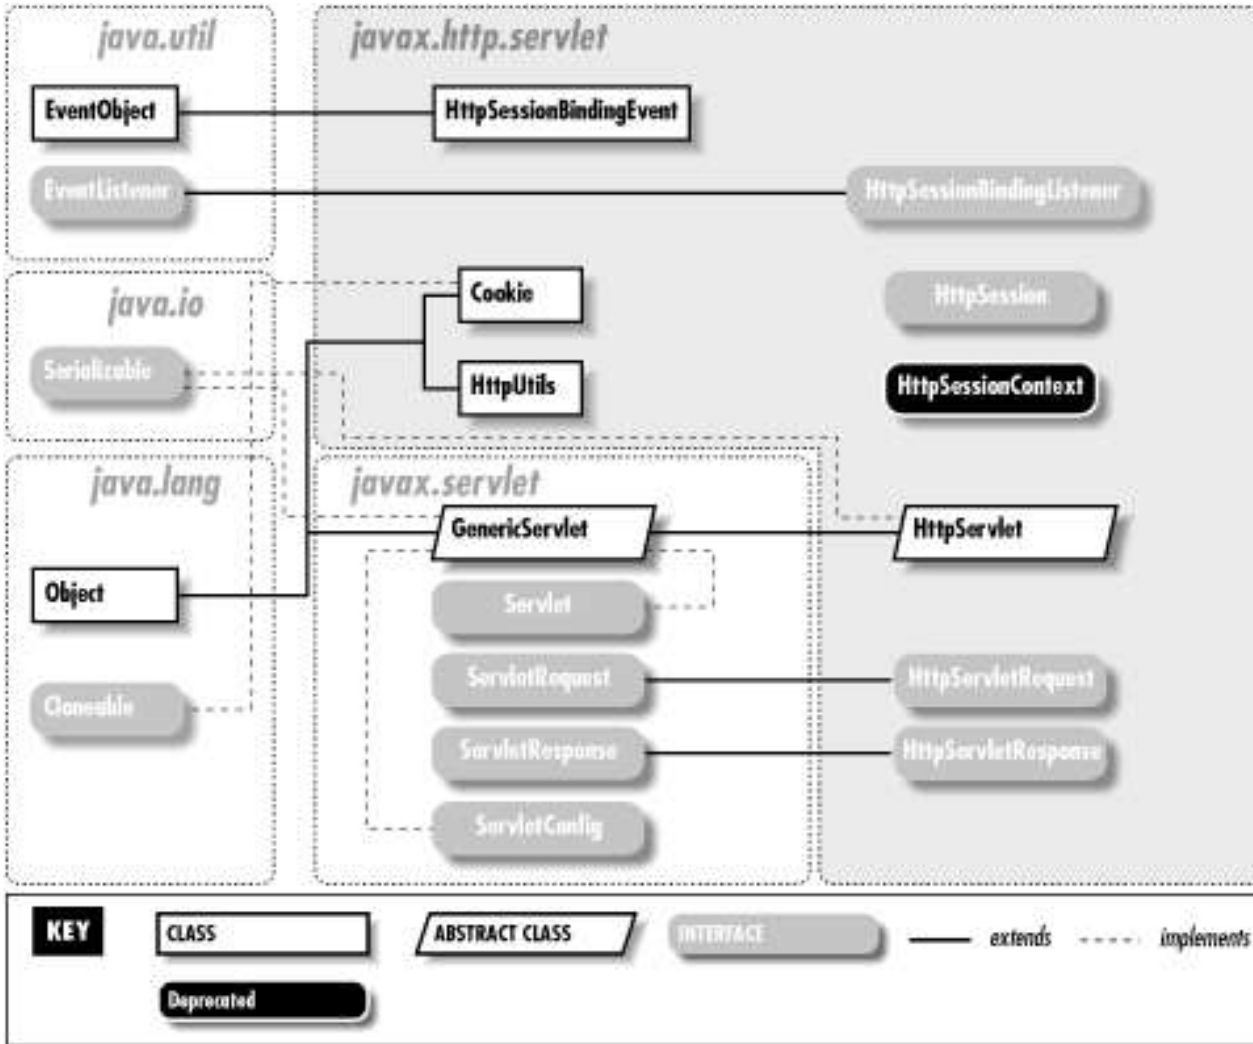 java.util
javax.http.servlet
EventObject
HttpSessionBindingEvent
EventListener
HttpSessionBindingListener
java.io
Cookie
HttpSession
Serializable
HttpUtils
HttpSessionContext
java.lang
javax.servlet
GenericServlet
HttpServlet
Object
Servlet
ServletRequest
HttpServletRequest
Cloneable
ServletResponse
HttpServletResponse
ServletConfig
KEY
CLASS
ABSTRACT CLASS
INTERFACE
extends
implements
Deprecated